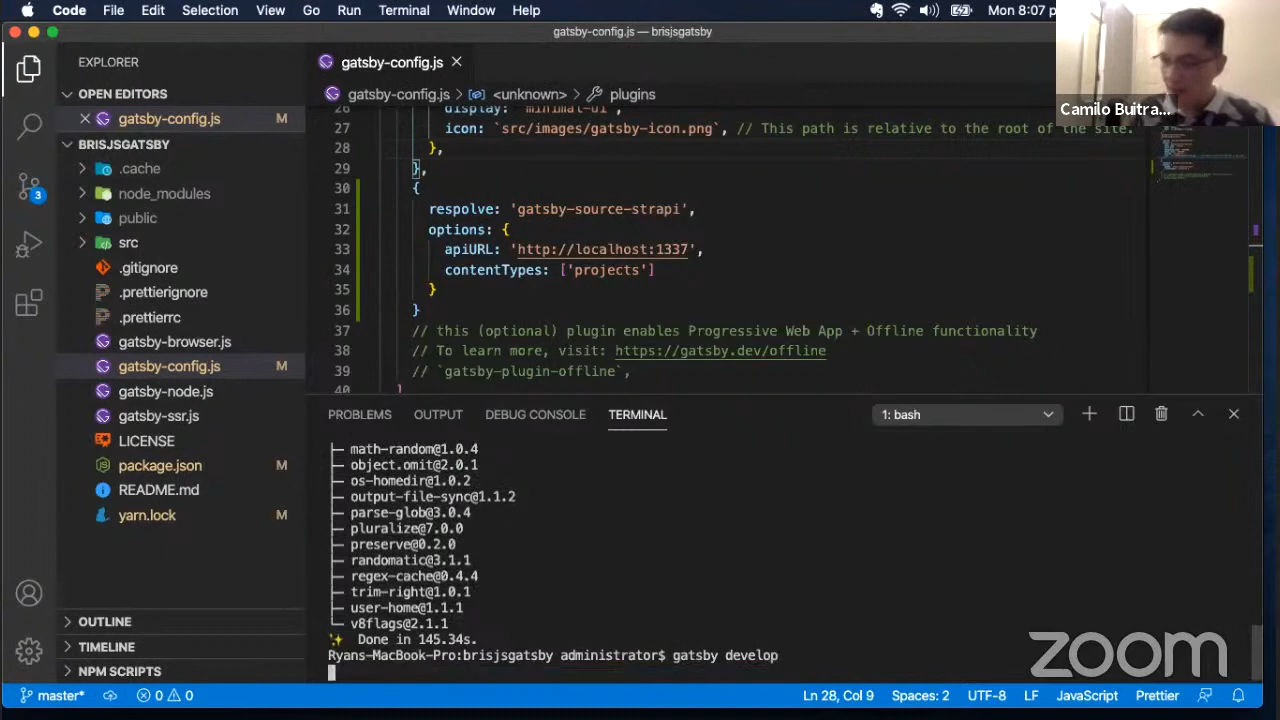 Code File Edit Selection View Go Run Terminal Window Help Mon 8:07 p
gatsby-config.js — brisjsgatsby
Camilo Buitra...
EXPLORER
OPEN EDITORS
gatsby-config.js M
BRISJSGATSBY
.cache
node_modules
public
src
.gitignore
.prettierignore
.prettierrc
gatsby-browser.js
gatsby-config.js M
gatsby-node.js
gatsby-ssr.js
LICENSE
package.json M
README.md
yarn.lock M
OUTLINE
TIMELINE
NPM SCRIPTS
3
gatsby-config.js
gatsby-config.js > <unknown> > plugins
26 display: `minimal-ui`,
27 icon: `src/images/gatsby-icon.png`, // This path is relative to the root of the site.
28 },
29 },
30 {
31 respolve: 'gatsby-source-strapi',
32 options: {
33 apiURL: 'http://localhost:1337',
34 contentTypes: ['projects']
35 }
36 }
37 // this (optional) plugin enables Progressive Web App + Offline functionality
38 // To learn more, visit: https://gatsby.dev/offline
39 // `gatsby-plugin-offline`,
40 ]
PROBLEMS OUTPUT DEBUG CONSOLE TERMINAL 1: bash
├─ math-random@1.0.4
├─ object.omit@2.0.1
├─ os-homedir@1.0.2
├─ output-file-sync@1.1.2
├─ parse-glob@3.0.4
├─ pluralize@7.0.0
├─ preserve@0.2.0
├─ randomatic@3.1.1
├─ regex-cache@0.4.4
├─ trim-right@1.0.1
├─ user-home@1.1.1
└─ v8flags@2.1.1
✨ Done in 145.34s.
Ryans-MacBook-Pro:brisjsgatsby administrator$ gatsby develop
zoom
master* 0 0 Ln 28, Col 9 Spaces: 2 UTF-8 LF JavaScript Prettier